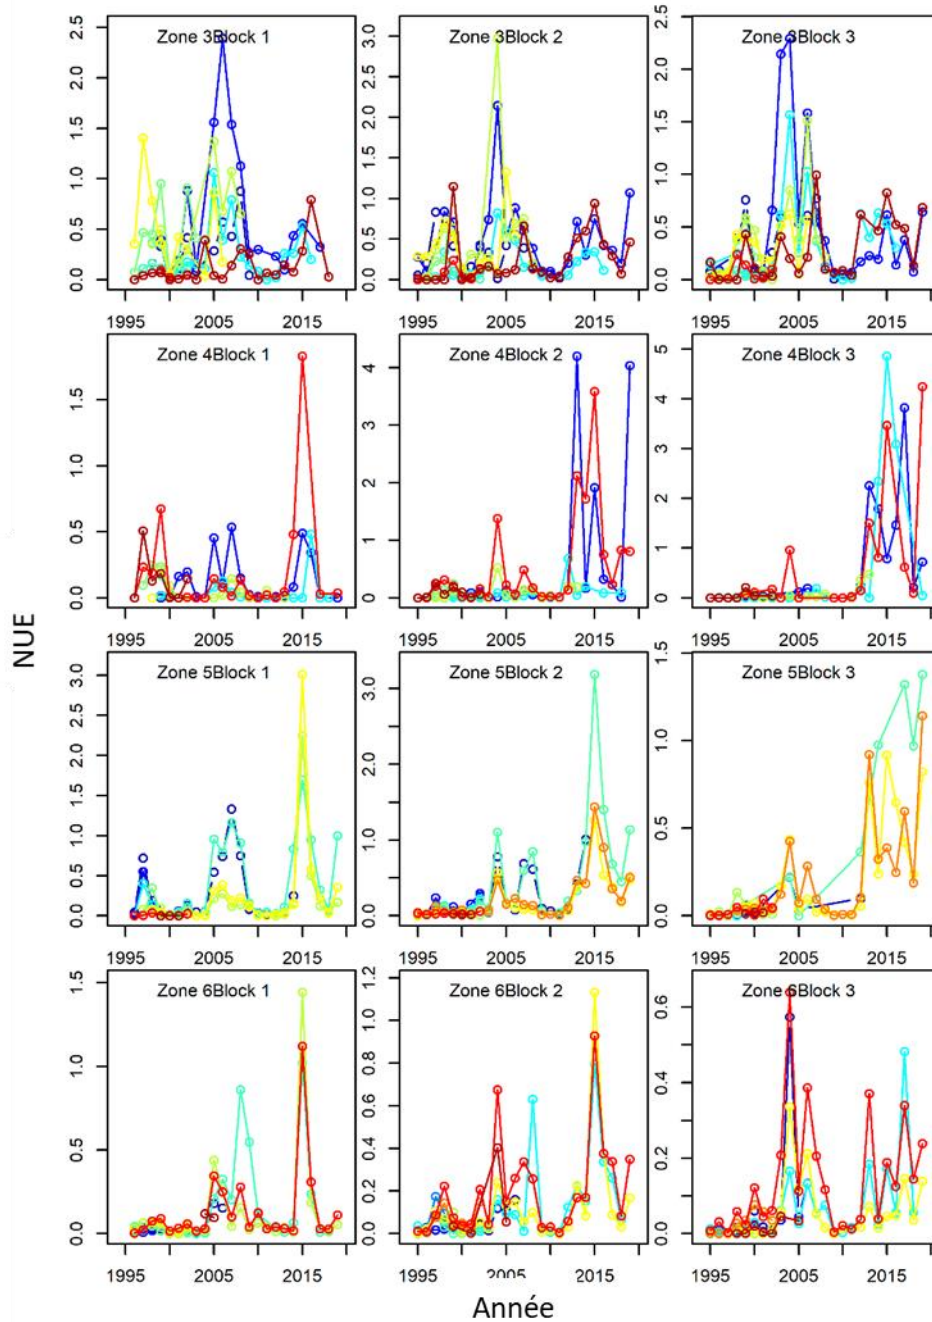 Zone 3Block 1
0.0 0.5 1.0 1.5 2.0 2.5
1995 2005 2015
Zone 3Block 2
0.0 0.5 1.0 1.5 2.0 2.5 3.0
1995 2005 2015
Zone 3Block 3
0.0 0.5 1.0 1.5 2.0 2.5
1995 2005 2015
Zone 4Block 1
0.0 0.5 1.0 1.5
1995 2005 2015
Zone 4Block 2
0 1 2 3 4
1995 2005 2015
Zone 4Block 3
0 1 2 3 4 5
1995 2005 2015
NUE
Zone 5Block 1
0.0 0.5 1.0 1.5 2.0 2.5 3.0
1995 2005 2015
Zone 5Block 2
0.0 1.0 2.0 3.0
1995 2005 2015
Zone 5Block 3
0.0 0.5 1.0 1.5
1995 2005 2015
Zone 6Block 1
0.0 0.5 1.0 1.5
1995 2005 2015
Zone 6Block 2
0.0 0.2 0.4 0.6 0.8 1.0 1.2
1995 2005 2015
Zone 6Block 3
0.0 0.2 0.4 0.6
1995 2005 2015
Année